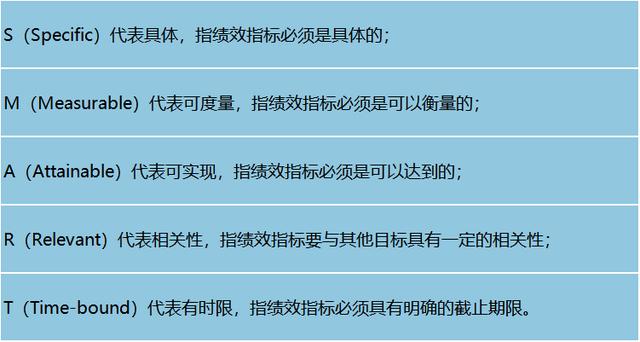 S（Specific）代表具体，指绩效指标必须是具体的；
M（Measurable）代表可度量，指绩效指标必须是可以衡量的；
A（Attainable）代表可实现，指绩效指标必须是可以达到的；
R（Relevant）代表相关性，指绩效指标要与其他目标具有一定的相关性；
T（Time-bound）代表有时限，指绩效指标必须具有明确的截止期限。